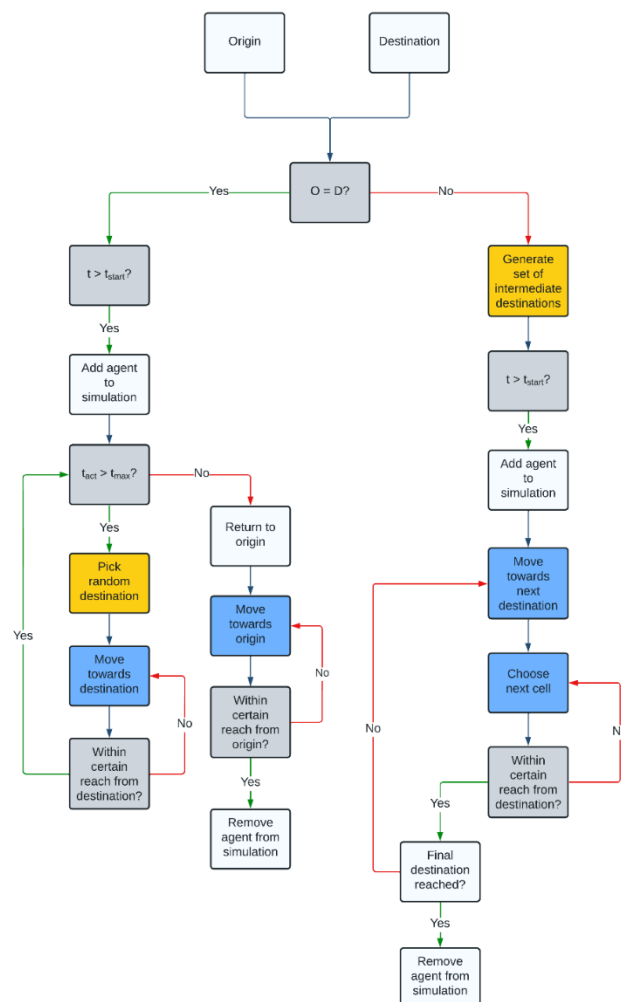 Origin
Destination
O = D?
Yes
No
t > tstart?
Yes
Add agent
to
simulation
tact > tmax?
No
Yes
Pick
random
destination
Yes
Move
towards
destination
No
Within
certain
reach from
destination?
Return to
origin
Move
towards
origin
No
Within
certain
reach from
origin?
Yes
Remove
agent from
simulation
Generate
set of
intermediate
destinations
t > tstart?
Yes
Add agent
to
simulation
Move
towards
next
destination
Choose
next cell
No
N
Within
certain
reach from
destination?
Yes
Final
destination
reached?
Yes
Remove
agent from
simulation